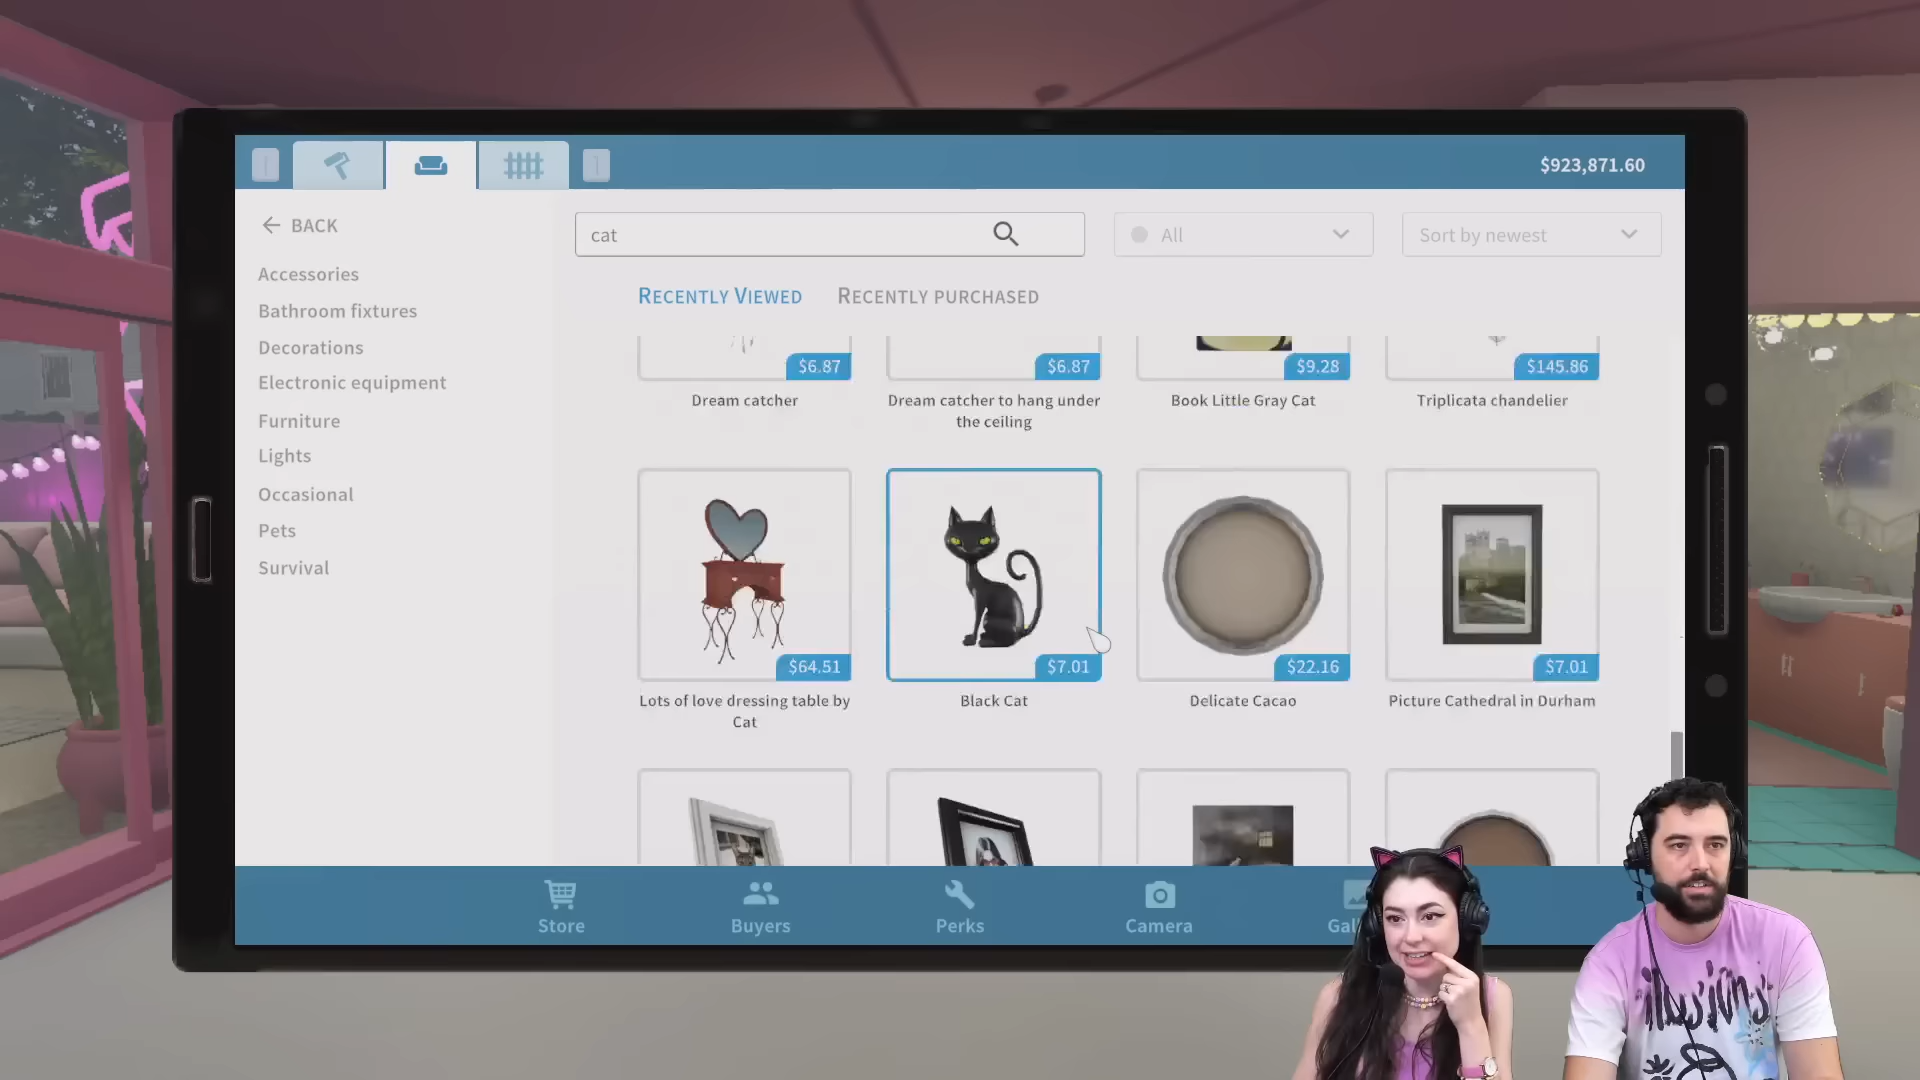 $923,871.60
BACK
cat
All
Sort by newest
Accessories
Bathroom fixtures
Decorations
Electronic equipment
Furniture
Lights
Occasional
Pets
Survival
RECENTLY VIEWED
RECENTLY PURCHASED
$6.87
$6.87
$9.28
$145.86
Dream catcher
Dream catcher to hang under
the ceiling
Book Little Gray Cat
Triplicata chandelier
$64.51
$7.01
$22.16
$7.01
Lots of love dressing table by
Cat
Black Cat
Delicate Cacao
Picture Cathedral in Durham
Store
Buyers
Perks
Camera
Gal